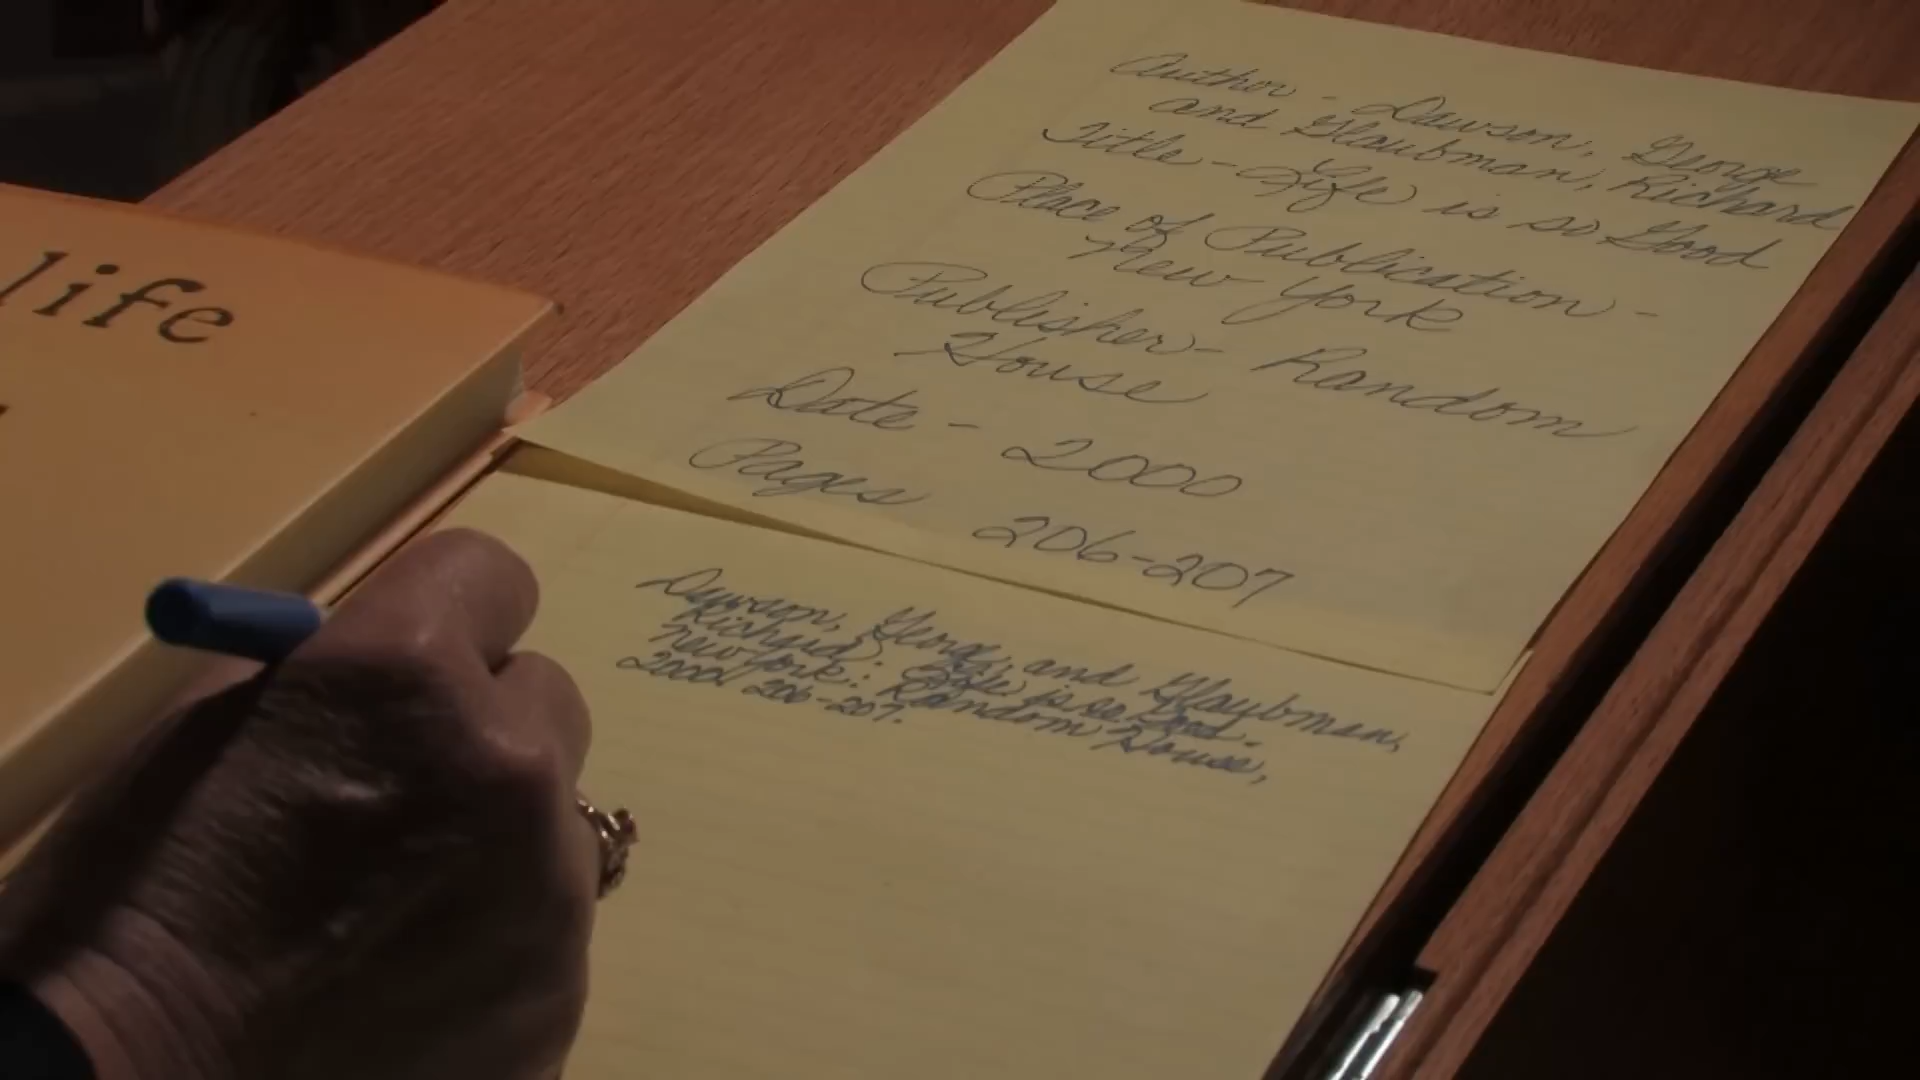 life
Author - Dawson, George
and Glaubman, Richard
Title - Life is so Good
Place of Publication -
New York
Publisher - Random
House
Date - 2000
Pages 206-207
Dawson, George, and Glaubman,
Richard. Life is so Good.
New York: Random House,
2000. 206-207.